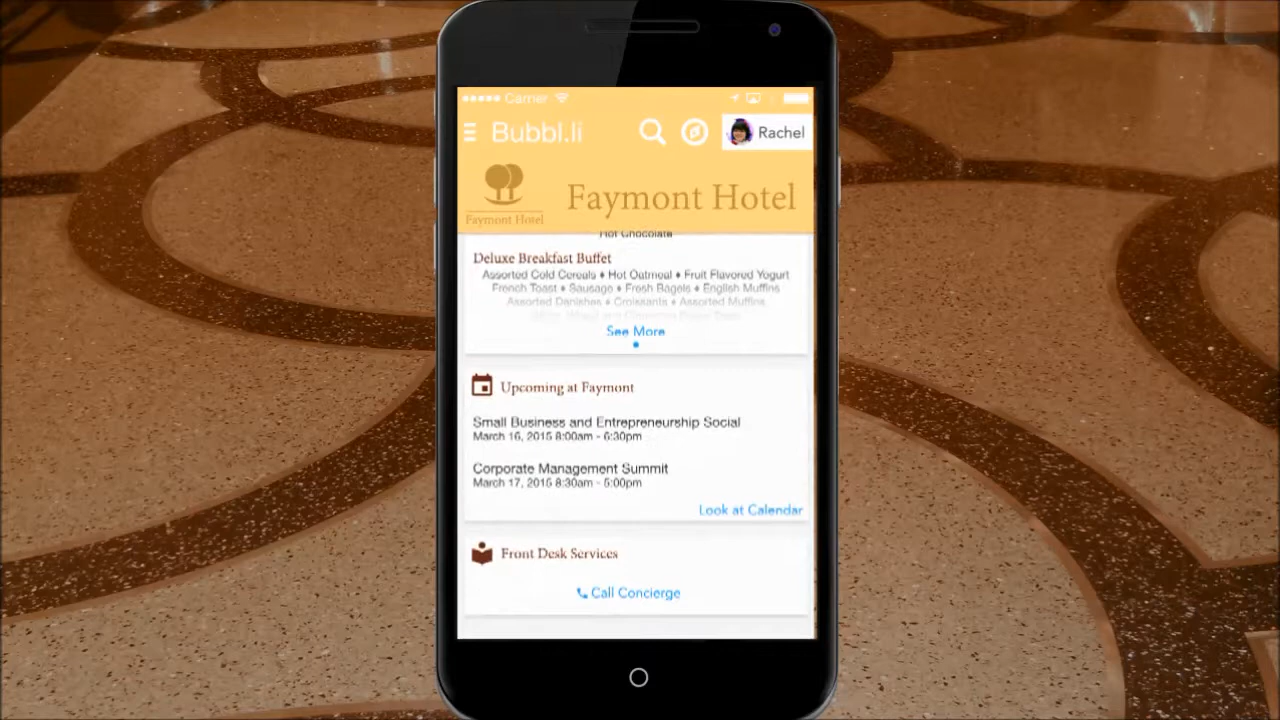 Carrier
Bubbl.li
Rachel
Faymont Hotel
Faymont Hotel
Hot Chocolate
Deluxe Breakfast Buffet
Assorted Cold Cereals ♦ Hot Oatmeal ♦ Fruit Flavored Yogurt
French Toast ♦ Sausage ♦ Fresh Bagels ♦ English Muffins
Assorted Danishes ♦ Croissants ♦ Assorted Muffins
See More
Upcoming at Faymont
Small Business and Entrepreneurship Social
March 16, 2015 8:00am - 6:30pm
Corporate Management Summit
March 17, 2015 8:30am - 5:00pm
Look at Calendar
Front Desk Services
Call Concierge